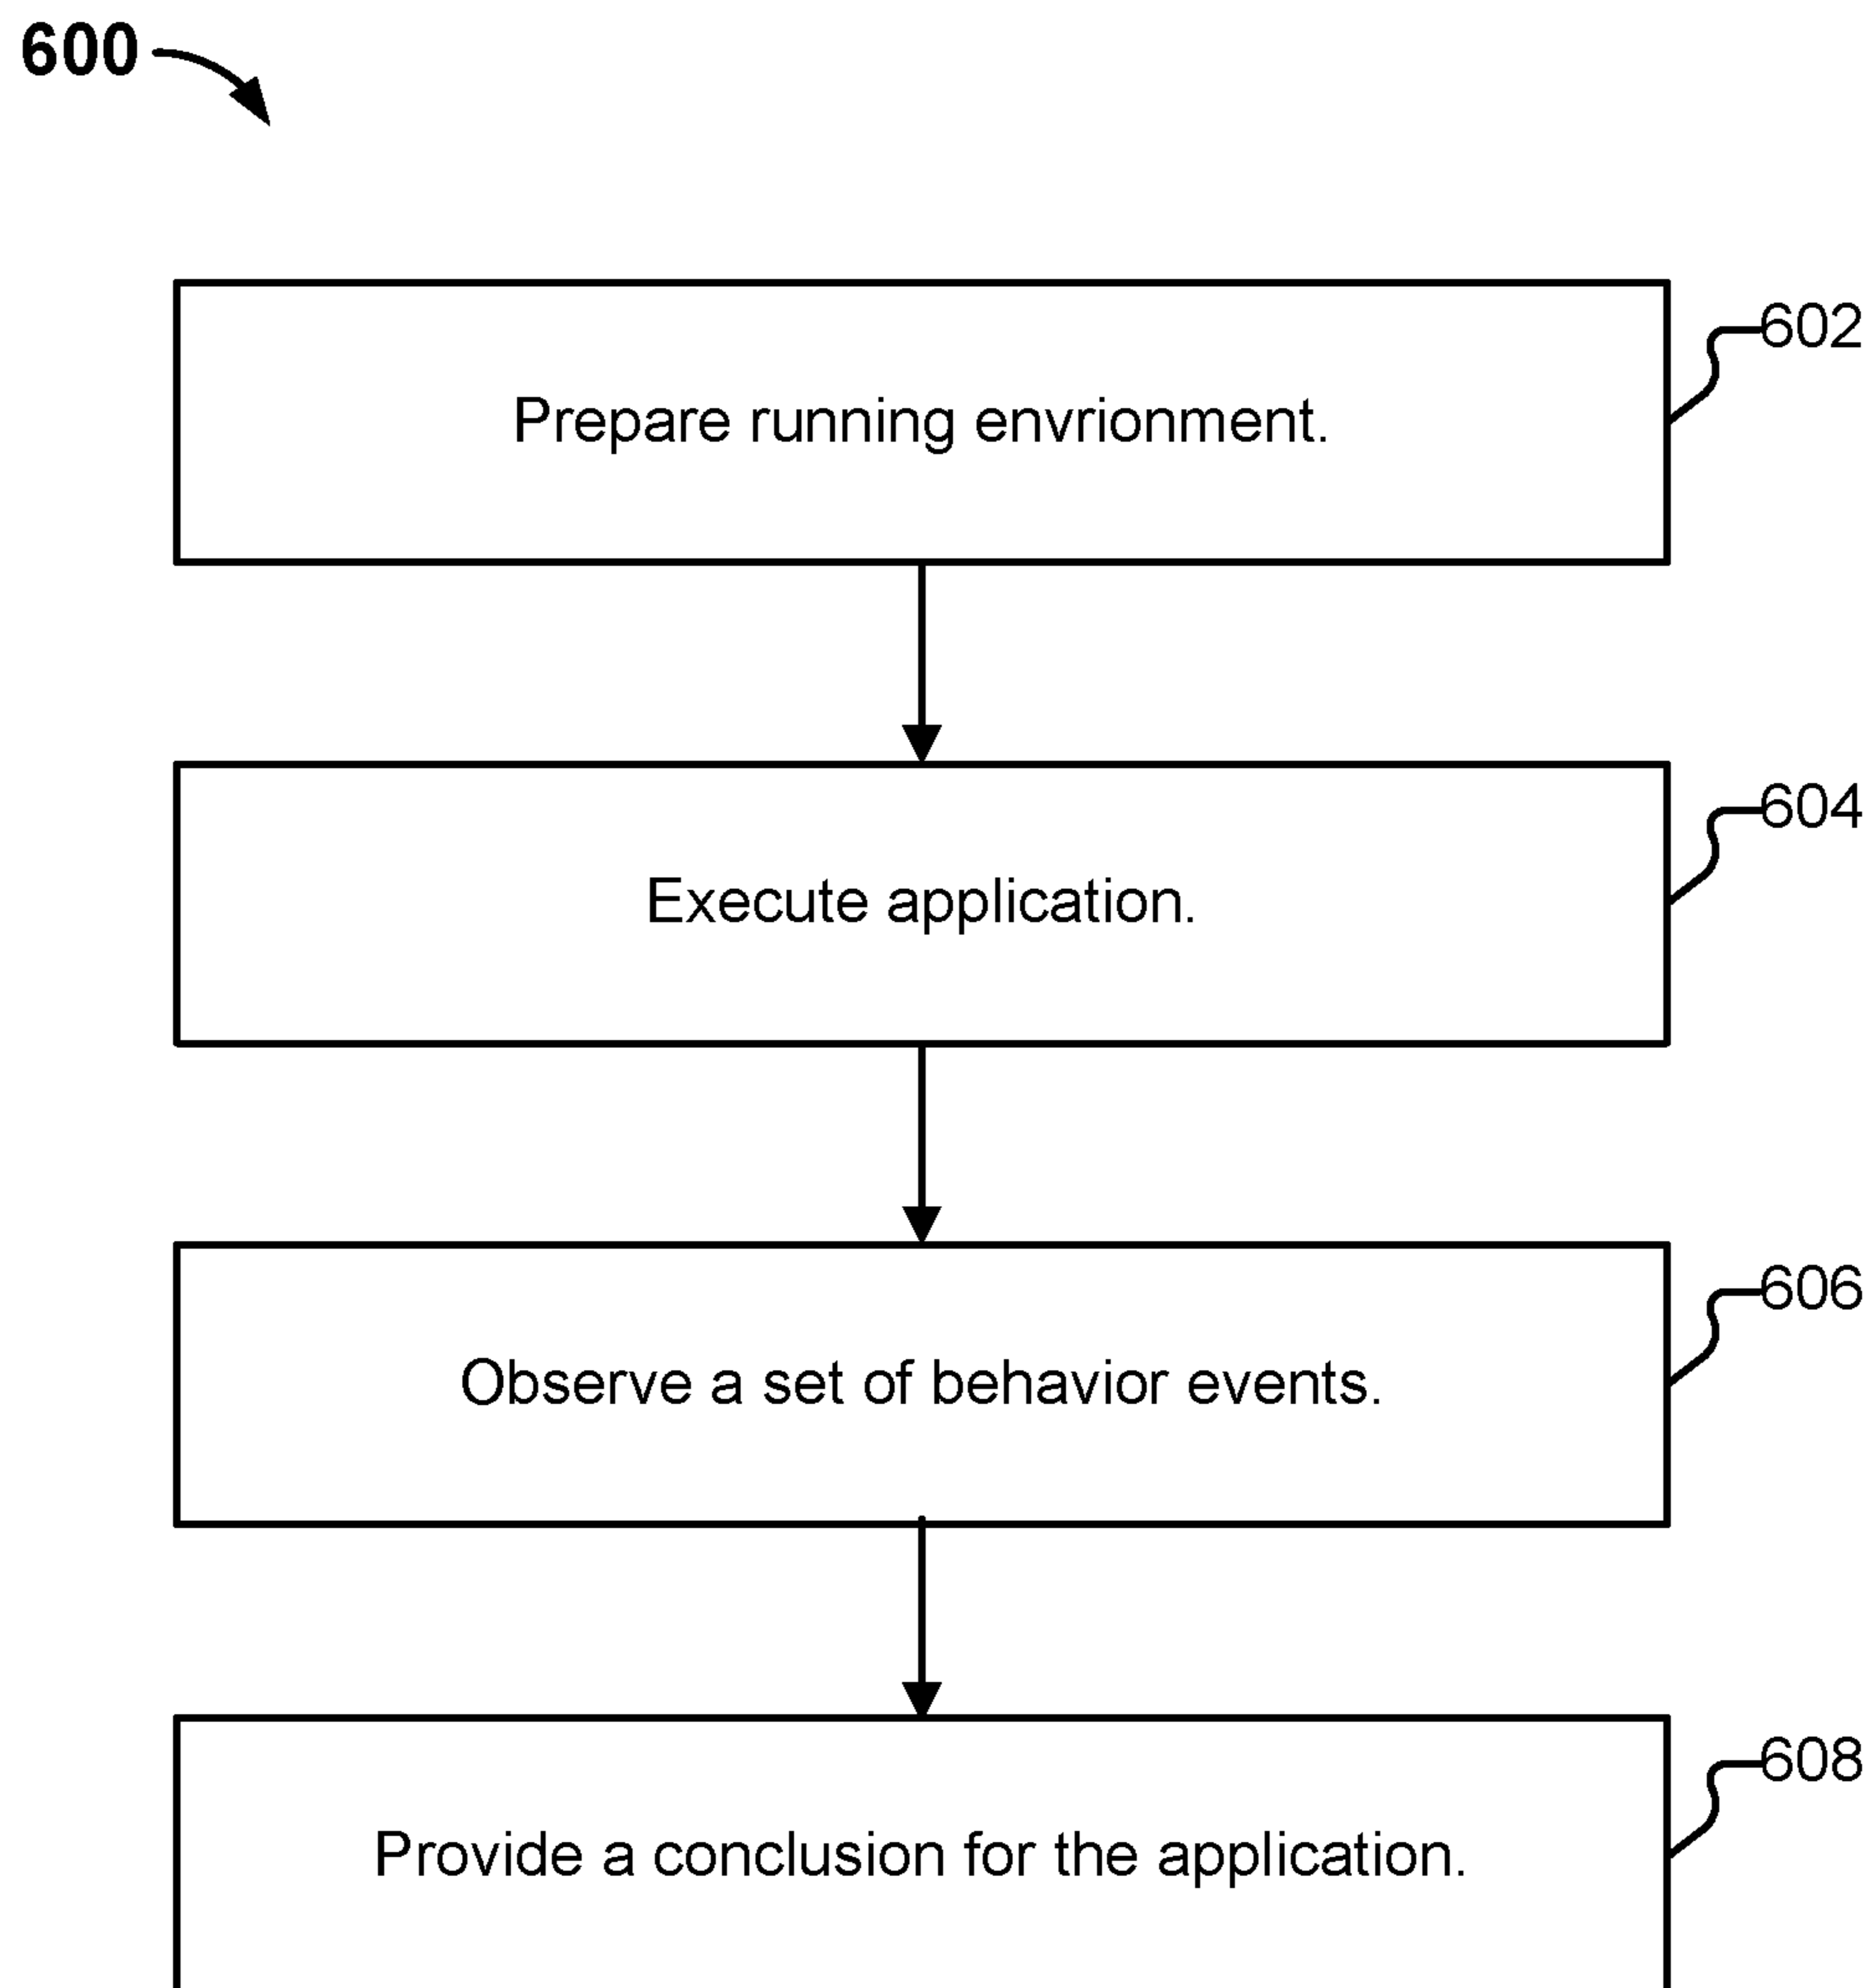 600
602
Prepare running envrionment.
604
Execute application.
606
Observe a set of behavior events.
608
Provide a conclusion for the application.